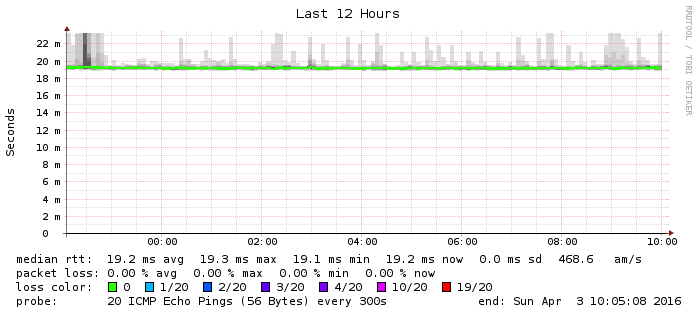 Last 12 Hours
RRDTOOL / TOBI OETIKER
Seconds
22 m
20 m
18 m
16 m
14 m
12 m
10 m
8 m
6 m
4 m
2 m
0
00:00 02:00 04:00 06:00 08:00 10:00
median rtt: 19.2 ms avg 19.3 ms max 19.1 ms min 19.2 ms now 0.0 ms sd 468.6 am/s
packet loss: 0.00 % avg 0.00 % max 0.00 % min 0.00 % now
loss color: 0 1/20 2/20 3/20 4/20 10/20 19/20
probe: 20 ICMP Echo Pings (56 Bytes) every 300s end: Sun Apr 3 10:05:08 2016